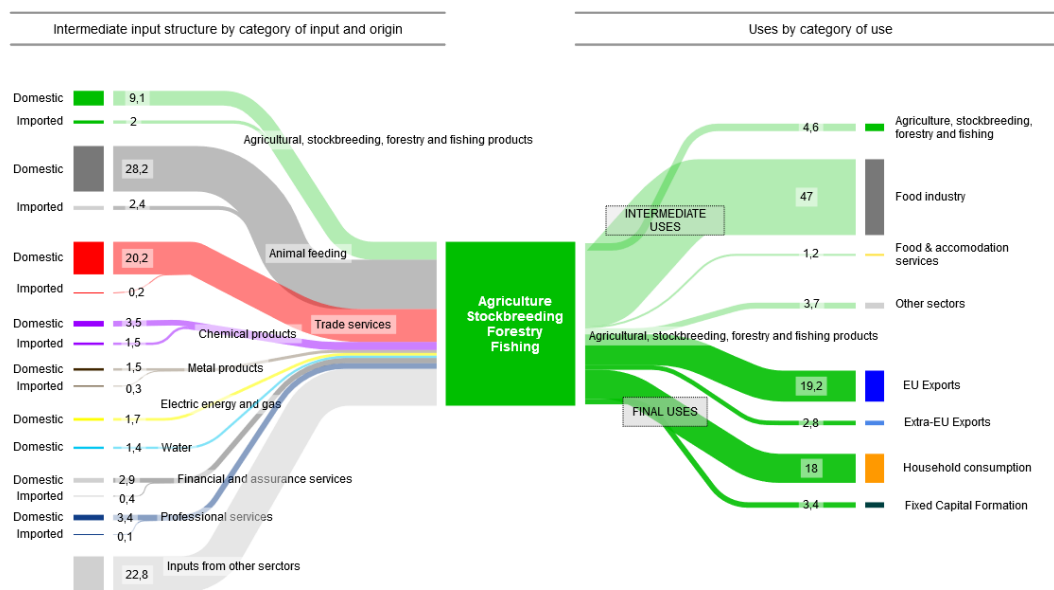 Intermediate input structure by category of input and origin
Uses by category of use
Domestic 9,1
Imported 2
Agricultural, stockbreeding, forestry and fishing products
Domestic 28,2
Imported 2,4
Animal feeding
Domestic 20,2
Imported 0,2
Trade services
Domestic 3,5
Imported 1,5
Chemical products
Domestic 1,5
Imported 0,3
Metal products
Electric energy and gas
Domestic 1,7
Domestic 1,4 Water
Domestic 2,9
Imported 0,4
Financial and assurance services
Domestic 3,4 Professional services
Imported 0,1
Inputs from other serctors
22,8
Agriculture
Stockbreeding
Forestry
Fishing
INTERMEDIATE
USES
4,6
Agriculture, stockbreeding,
forestry and fishing
47 Food industry
1,2
Food & accomodation
services
3,7 Other sectors
Agricultural, stockbreeding, forestry and fishing products
FINAL USES
19,2 EU Exports
2,8 Extra-EU Exports
18 Household consumption
3,4 Fixed Capital Formation